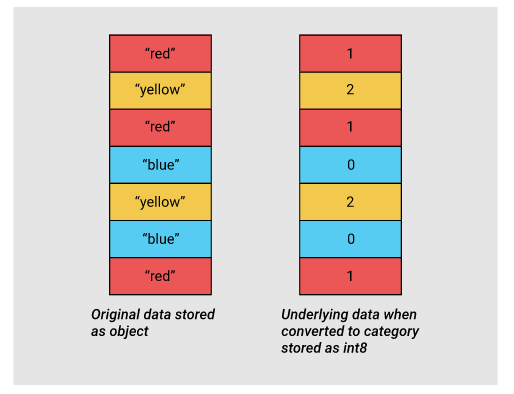 “red”
“yellow”
“red”
“blue”
“yellow”
“blue”
“red”
Original data stored
as object
1
2
1
0
2
0
1
Underlying data when
converted to category
stored as int8